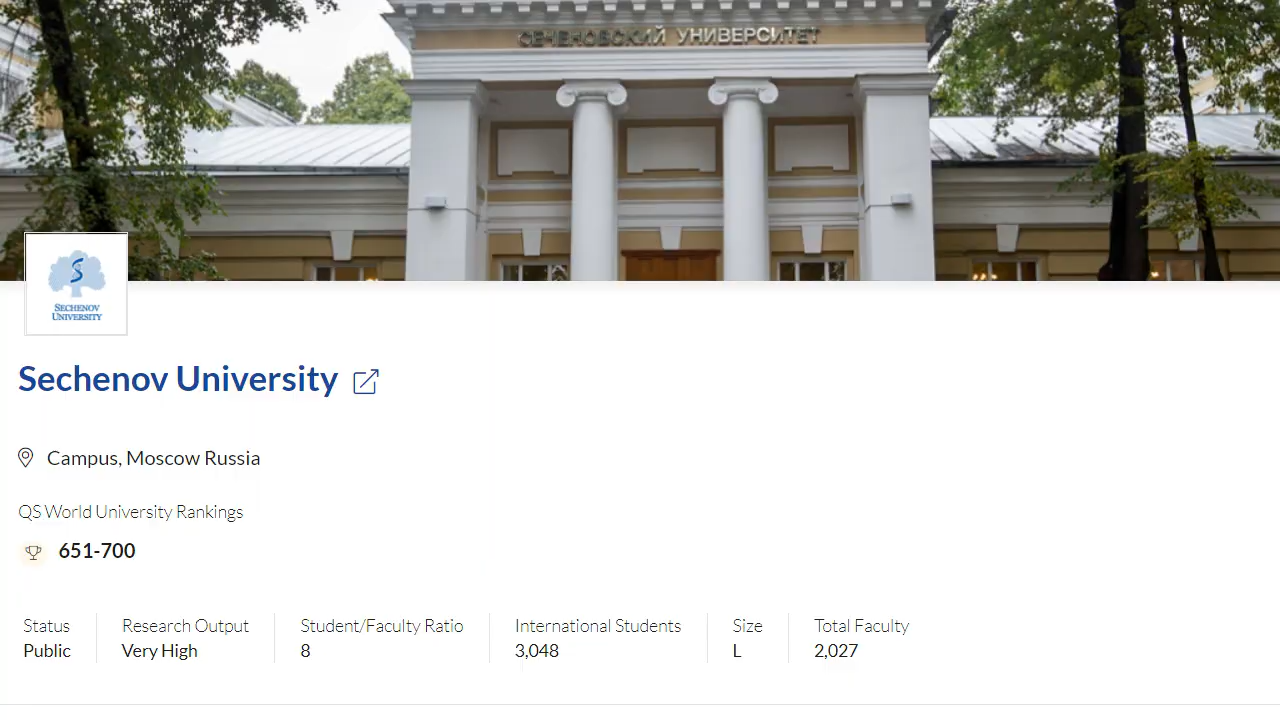 СЕЧЕНОВСКИЙ УНИВЕРСИТЕТ
SECHENOV
UNIVERSITY
Sechenov University
Campus, Moscow Russia
QS World University Rankings
651-700
Status
Public
Research Output
Very High
Student/Faculty Ratio
8
International Students
3,048
Size
L
Total Faculty
2,027